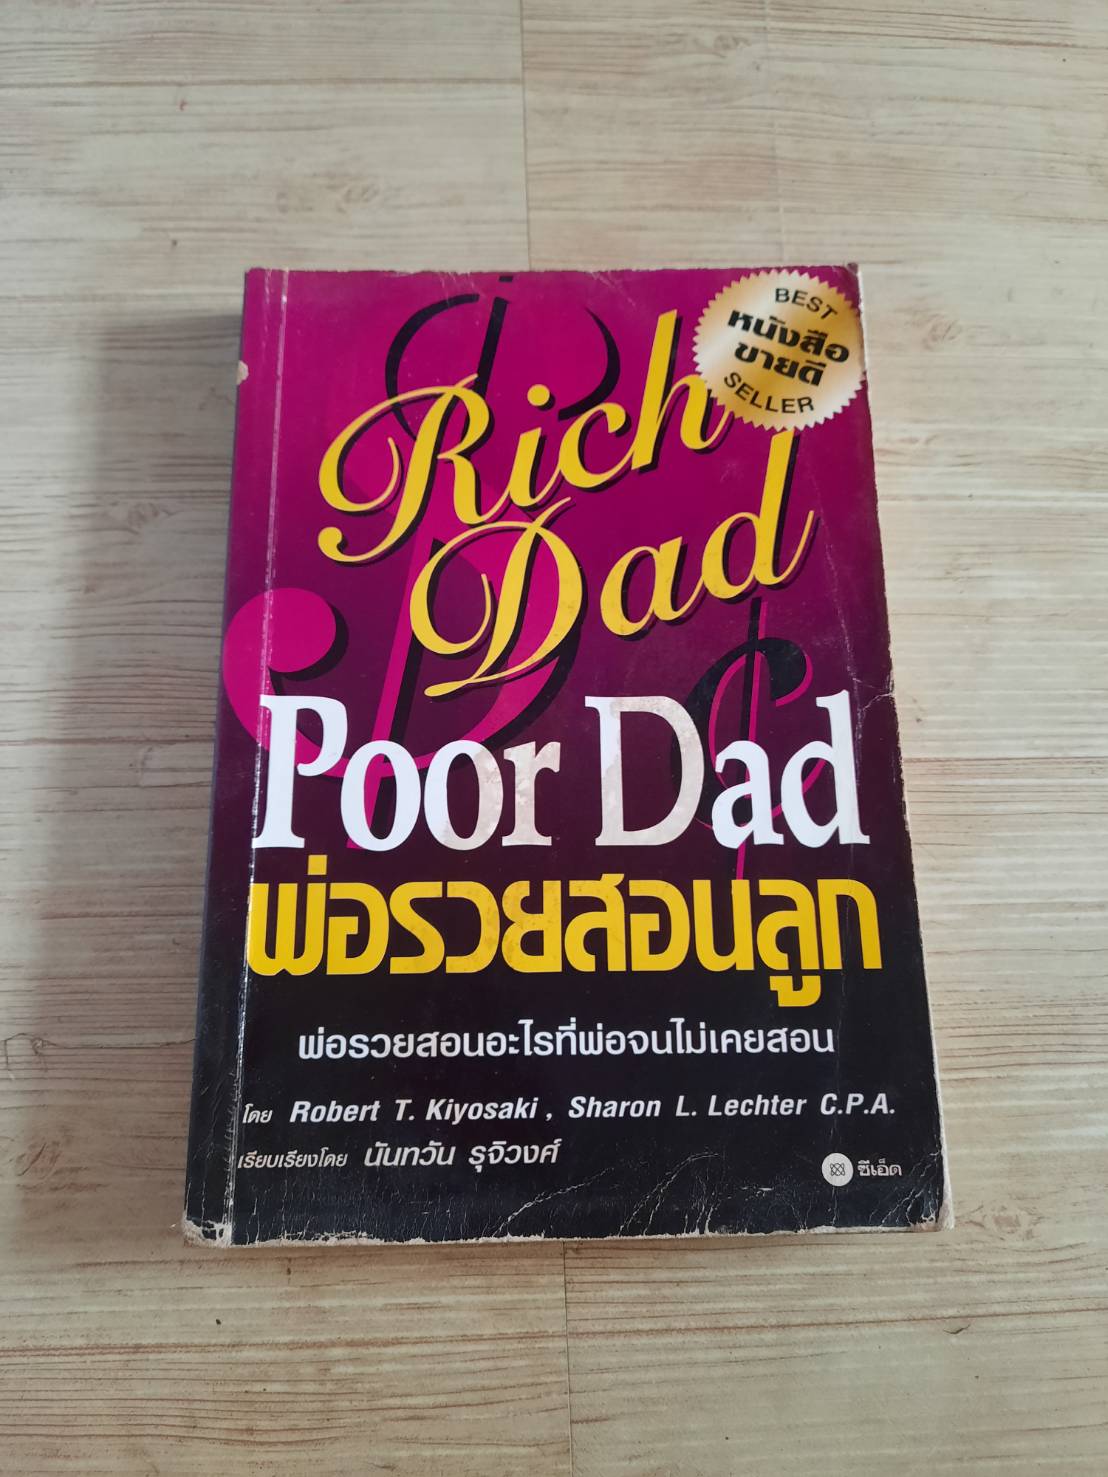 BEST
หนังสือ
ขายดี
SELLER
Rich
Dad
Poor Dad
พ่อรวยสอนลูก
พ่อรวยสอนอะไรที่พ่อจนไม่เคยสอน
โดย Robert T. Kiyosaki , Sharon L. Lechter C.P.A.
เรียบเรียงโดย นันทวัน รุจิวงศ์
ซีเอ็ด